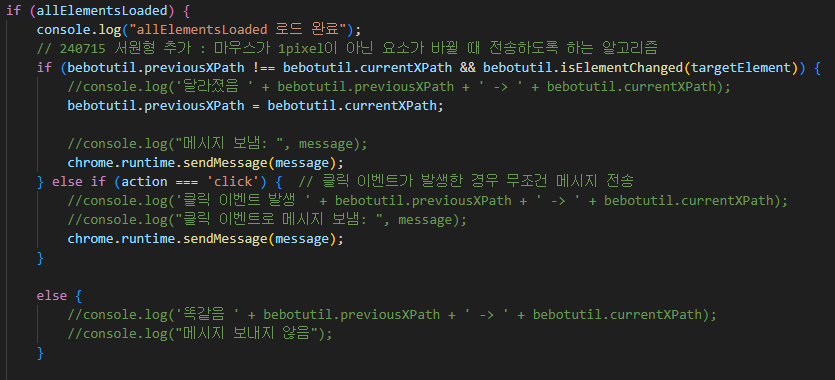 if (allElementsLoaded) {
console.log("allElementsLoaded 로드 완료");
// 240715 서원형 추가 : 마우스가 1pixel이 아닌 요소가 바뀔 때 전송하도록 하는 알고리즘
if (bebotutil.previousXPath !== bebotutil.currentXPath && bebotutil.isElementChanged(targetElement)) {
//console.log('달라졌음 ' + bebotutil.previousXPath + ' -> ' + bebotutil.currentXPath);
bebotutil.previousXPath = bebotutil.currentXPath;
//console.log("메시지 보냄: ", message);
chrome.runtime.sendMessage(message);
} else if (action === 'click') {  // 클릭 이벤트가 발생한 경우 무조건 메시지 전송
//console.log('클릭 이벤트 발생 ' + bebotutil.previousXPath + ' -> ' + bebotutil.currentXPath);
//console.log("클릭 이벤트로 메시지 보냄: ", message);
chrome.runtime.sendMessage(message);
}
else {
//console.log('똑같음 ' + bebotutil.previousXPath + ' -> ' + bebotutil.currentXPath);
//console.log("메시지 보내지 않음");
}